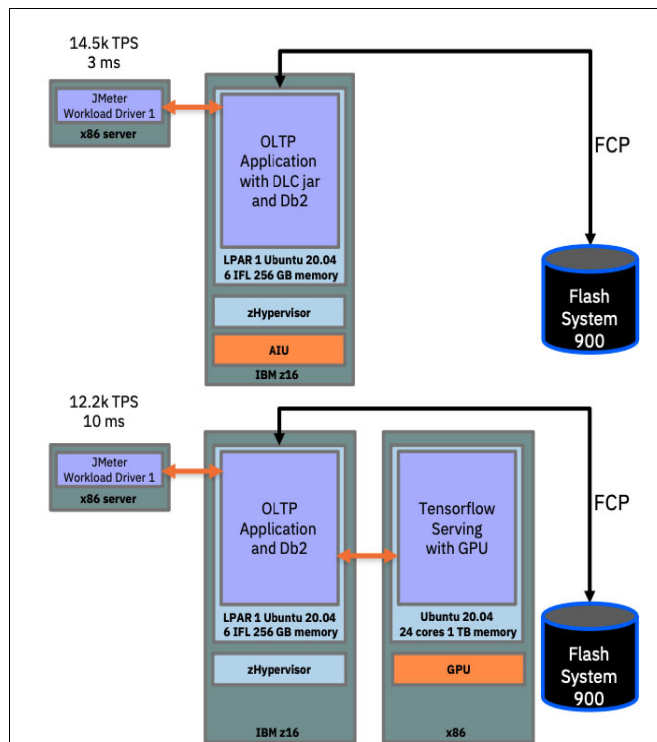 14.5k TPS
3 ms
JMeter
Workload Driver 1
x86 server
OLTP
Application
with DLC jar
and Db2
LPAR 1 Ubuntu 20.04
6 IFL 256 GB memory
zHypervisor
AIU
IBM z16
FCP
Flash
System
900
12.2k TPS
10 ms
JMeter
Workload Driver 1
x86 server
OLTP
Application
and Db2
LPAR 1 Ubuntu 20.04
6 IFL 256 GB memory
zHypervisor
IBM z16
Tensorflow
Serving
with GPU
Ubuntu 20.04
24 cores 1 TB memory
GPU
x86
FCP
Flash
System
900